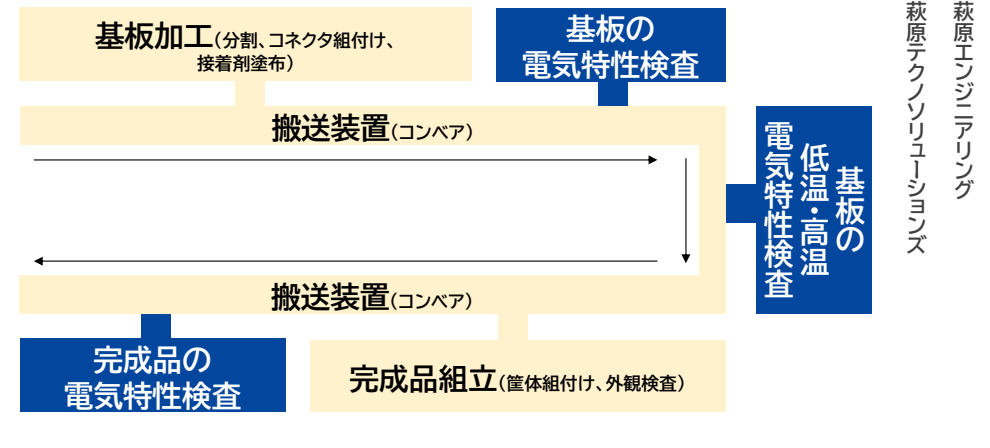 基板加工(分割、コネクタ組付け、
接着剤塗布)
基板の
電気特性検査
搬送装置(コンベア)
基板の
低温・高温
電気特性検査
搬送装置(コンベア)
完成品の
電気特性検査
完成品組立(筐体組付け、外観検査)
萩原エンジニアリング
萩原テクノソリューションズ